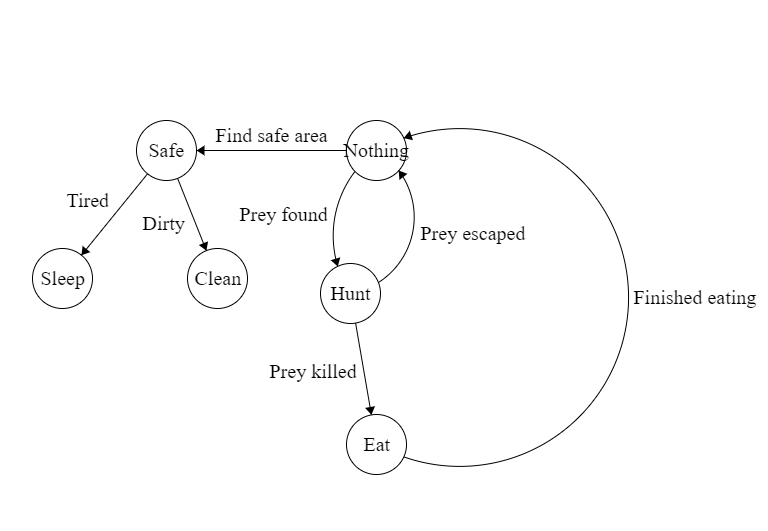 Find safe area
Safe
Nothing
Tired
Dirty
Prey found
Prey escaped
Sleep
Clean
Hunt
Finished eating
Prey killed
Eat